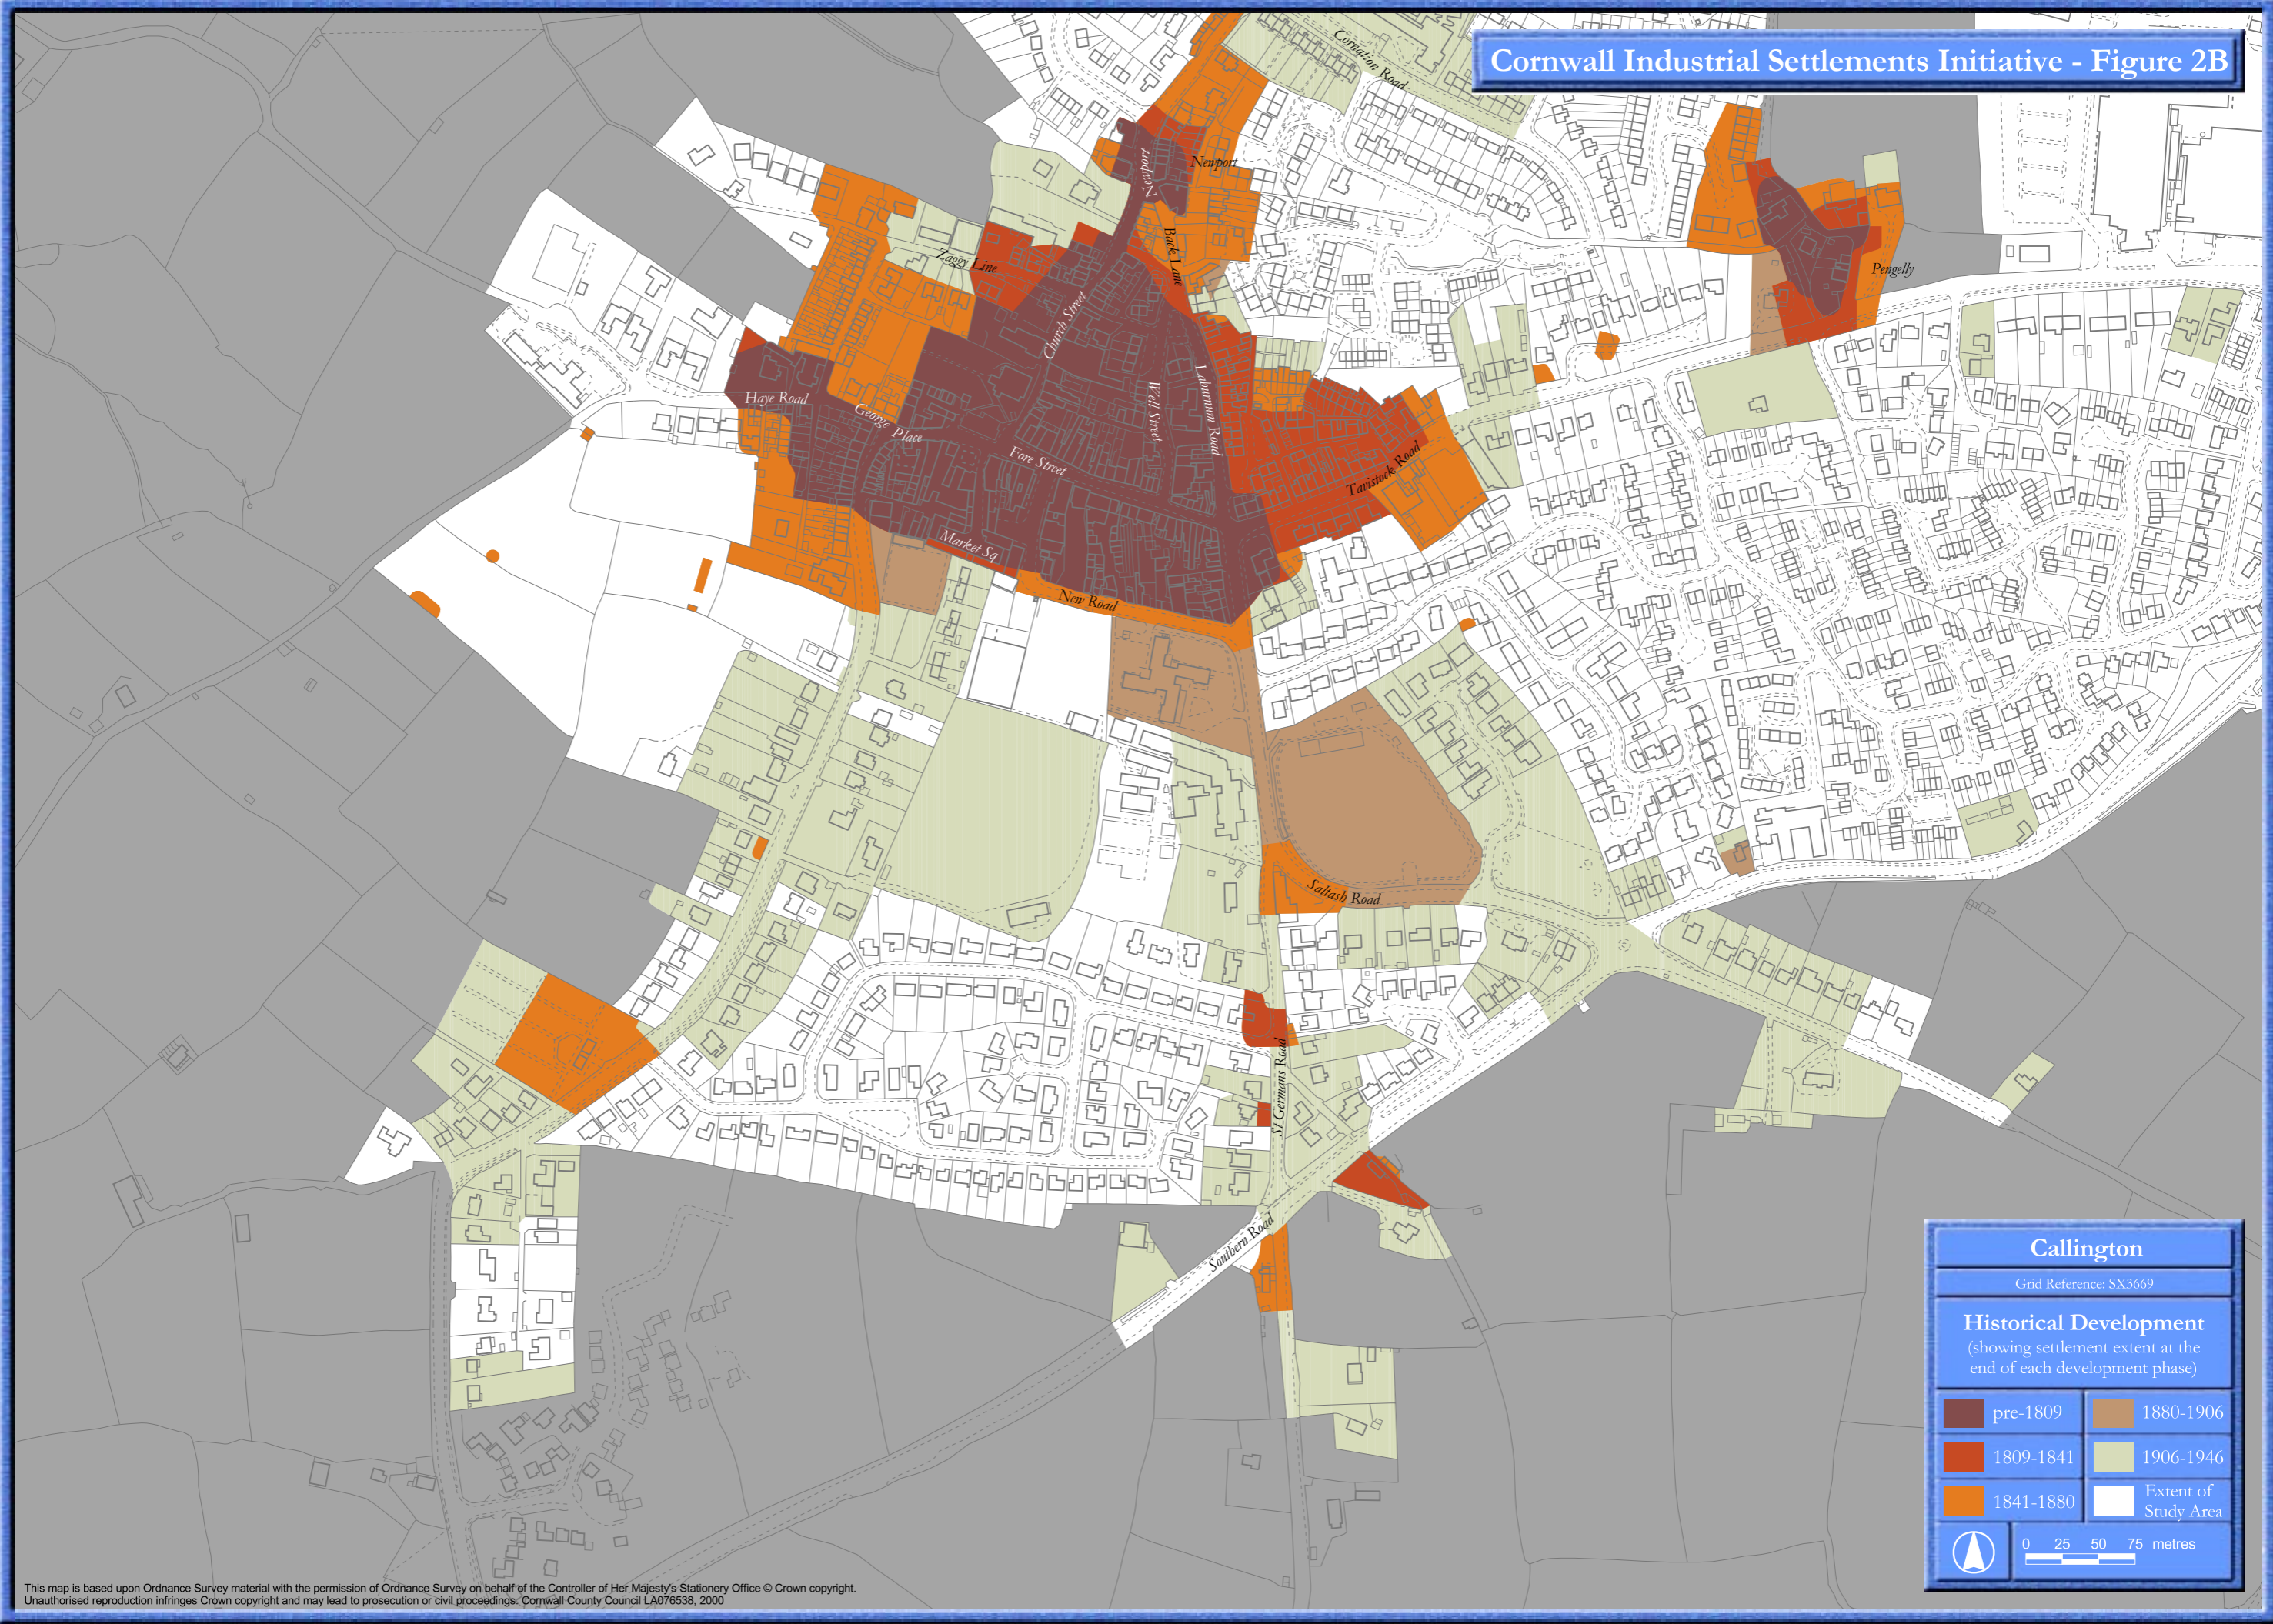 Cornwall Industrial Settlements Initiative - Figure 2B
Cornation Road
Newport
Newport
Back Lane
Zaggy Line
Church Street
Pengelly
Haye Road
George Place
Well Street
Laburnum Road
Fore Street
Tavistock Road
Market Sq
New Road
Saltash Road
St Germans Road
Southern Road
Callington
Grid Reference: SX3669
Historical Development
(showing settlement extent at the
end of each development phase)
pre-1809
1880-1906
1809-1841
1906-1946
1841-1880
Extent of
Study Area
0 25 50 75 metres
This map is based upon Ordnance Survey material with the permission of Ordnance Survey on behalf of the Controller of Her Majesty's Stationery Office © Crown copyright.
Unauthorised reproduction infringes Crown copyright and may lead to prosecution or civil proceedings. Cornwall County Council LA076538, 2000